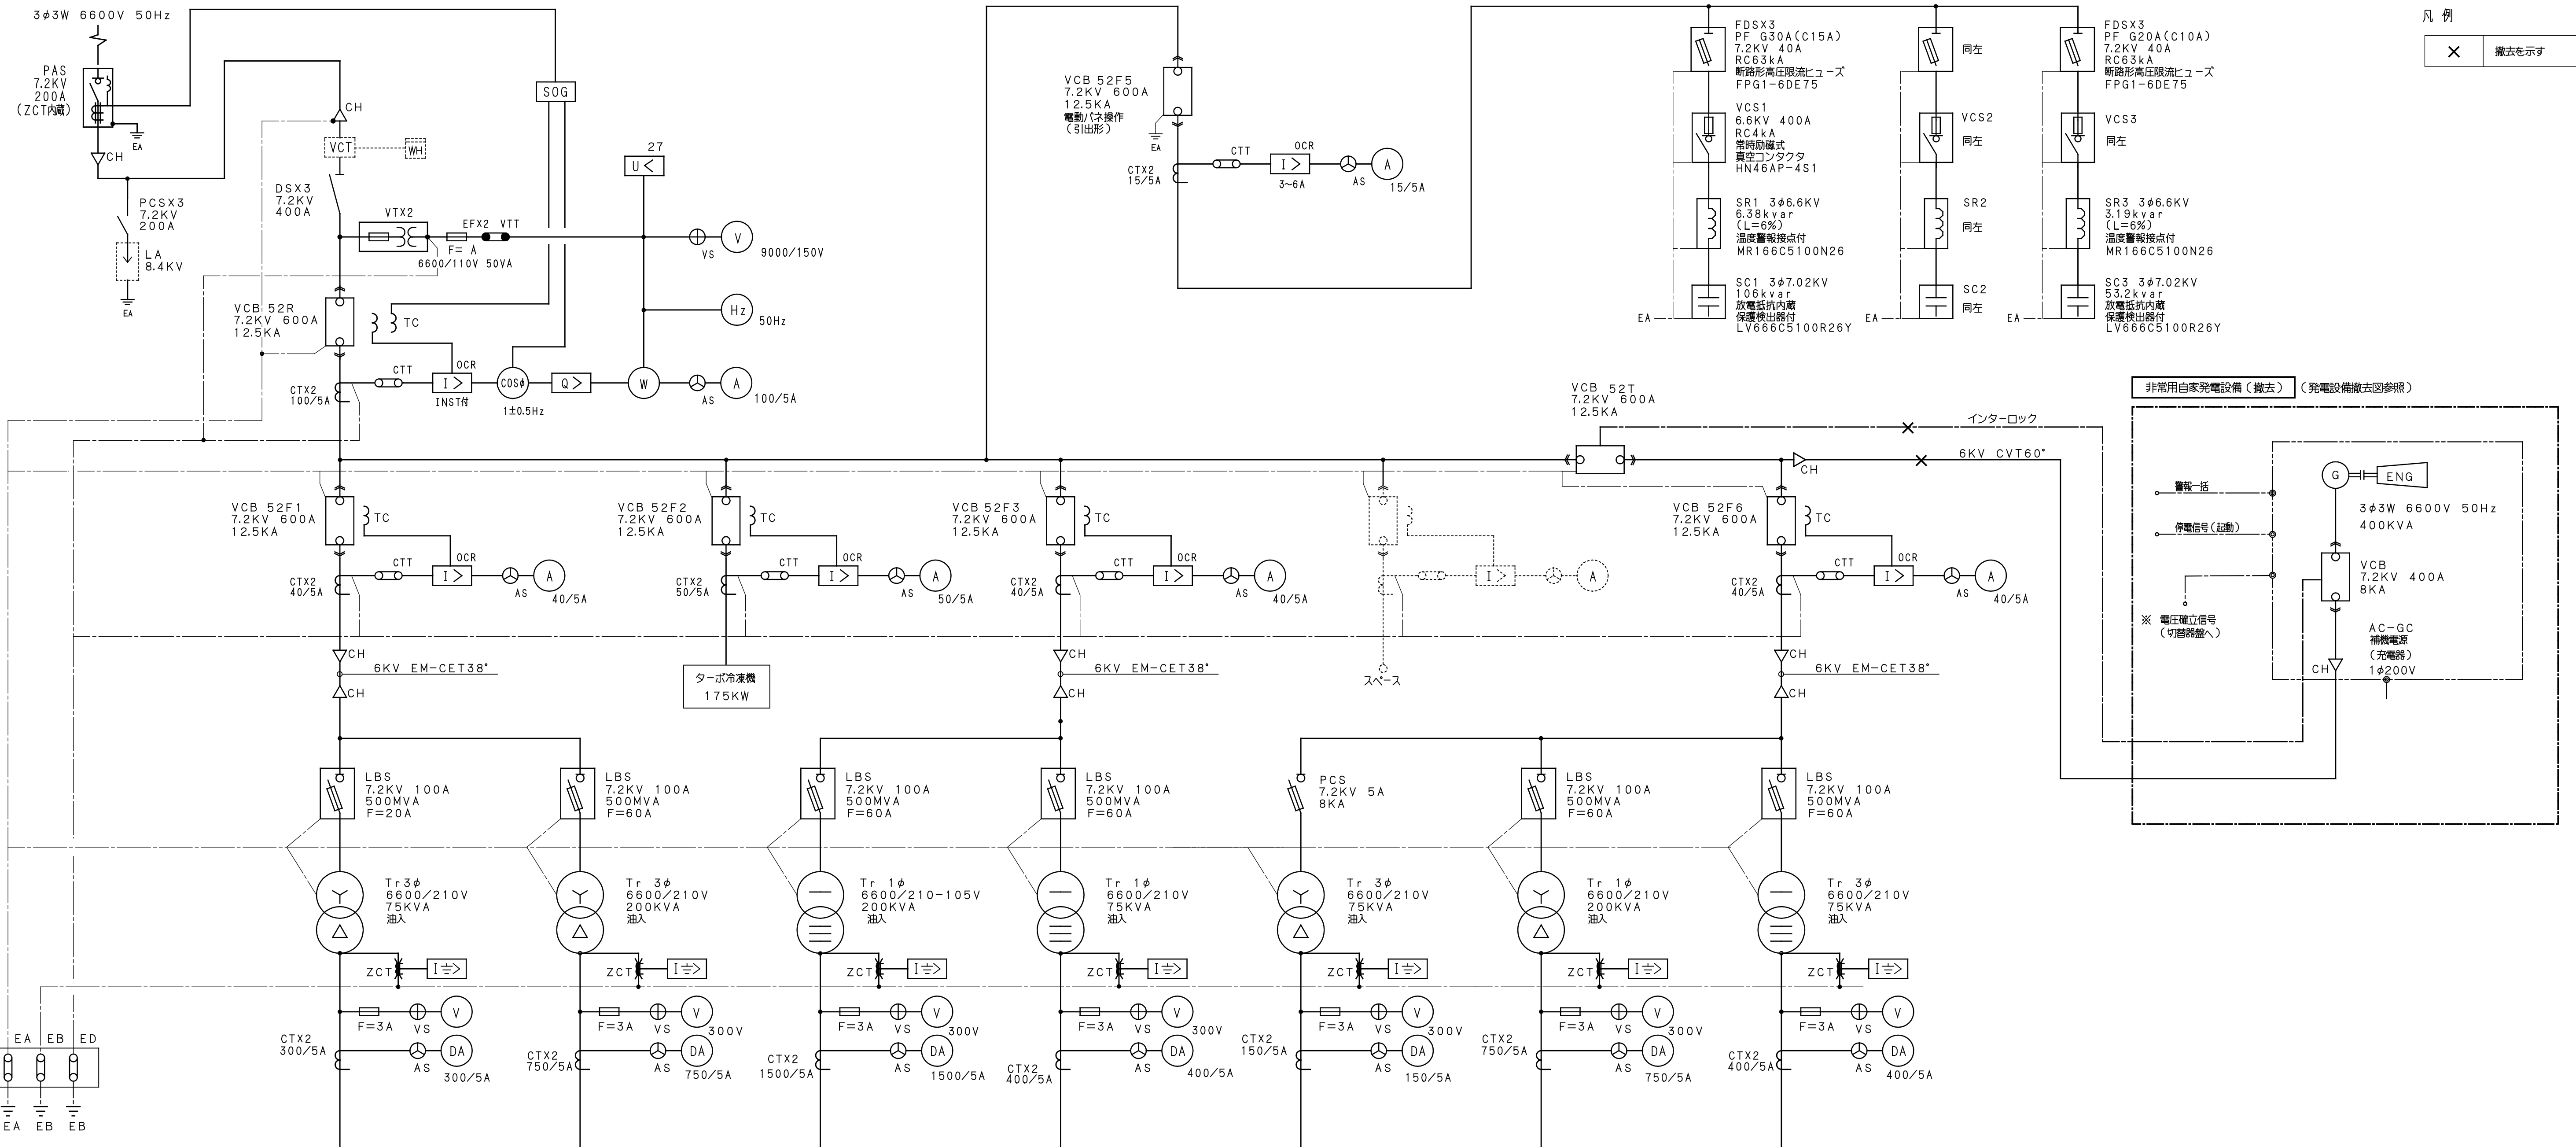 3φ3W 6600V 50Hz
PAS
7.2KV
200A
(ZCT内蔵)
EA
CH
PCSX3
7.2KV
200A
LA
8.4KV
EA
CH
VCT
WH
DSX3
7.2KV
400A
VTX2
EFX2 VTT
F= A
6600/110V 50VA
SOG
27
U<
VS
V
9000/150V
Hz
50Hz
VCB 52R
7.2KV 600A
12.5KA
TC
CTX2
100/5A
CTT
OCR
I >
INST付
COSφ
1±0.5Hz
Q>
W
AS
A
100/5A
VCB 52F5
7.2KV 600A
12.5KA
電動バネ操作
(引出形)
EA
CTX2
15/5A
CTT
OCR
I >
3~6A
AS
A
15/5A
FDSX3
PF G30A(C15A)
7.2KV 40A
RC63kA
断路形高圧限流ヒューズ
FPG1-6DE75
VCS1
6.6KV 400A
RC4kA
常時励磁式
真空コンタクタ
HN46AP-4S1
SR1 3φ6.6KV
6.38kvar
(L=6%)
温度警報接点付
MR166C5100N26
SC1 3φ7.02KV
106kvar
放電抵抗内蔵
保護検出器付
LV666C5100R26Y
EA
同左
VCS2
同左
SR2
同左
SC2
同左
EA
FDSX3
PF G20A(C10A)
7.2KV 40A
RC63kA
断路形高圧限流ヒューズ
FPG1-6DE75
VCS3
同左
SR3 3φ6.6KV
3.19kvar
(L=6%)
温度警報接点付
MR166C5100N26
SC3 3φ7.02KV
53.2kvar
放電抵抗内蔵
保護検出器付
LV666C5100R26Y
EA
凡 例
× 撤去を示す
VCB 52T
7.2KV 600A
12.5KA
インターロック
CH
6KV CVT60°
非常用自家発電設備(撤去) (発電設備撤去図参照)
警報一括
停電信号(起動)
※ 電圧確立信号
(切替器盤へ)
G
ENG
3φ3W 6600V 50Hz
400KVA
VCB
7.2KV 400A
8KA
AC-GC
補機電源
(充電器)
1φ200V
CH
VCB 52F1
7.2KV 600A
12.5KA
TC
CTX2
40/5A
CTT
OCR
I >
AS
A
40/5A
CH
6KV EM-CET38°
CH
VCB 52F2
7.2KV 600A
12.5KA
TC
CTX2
50/5A
CTT
OCR
I >
AS
A
50/5A
ターボ冷凍機
175KW
VCB 52F3
7.2KV 600A
12.5KA
TC
CTX2
40/5A
CTT
OCR
I >
AS
A
40/5A
CH
6KV EM-CET38°
CH
I >
A
スペース
VCB 52F6
7.2KV 600A
12.5KA
TC
CTX2
40/5A
CTT
OCR
I >
AS
A
40/5A
CH
6KV EM-CET38°
CH
LBS
7.2KV 100A
500MVA
F=20A
Tr3φ
6600/210V
75KVA
油入
ZCT
I >
F=3A
VS
V
CTX2
300/5A
AS
DA
300/5A
LBS
7.2KV 100A
500MVA
F=60A
Tr 3φ
6600/210V
200KVA
油入
ZCT
I >
F=3A
VS
V
300V
CTX2
750/5A
AS
DA
750/5A
LBS
7.2KV 100A
500MVA
F=60A
Tr 1φ
6600/210-105V
200KVA
油入
ZCT
I >
F=3A
VS
V
300V
CTX2
1500/5A
AS
DA
1500/5A
LBS
7.2KV 100A
500MVA
F=60A
Tr 1φ
6600/210V
75KVA
油入
ZCT
I >
F=3A
VS
V
300V
CTX2
400/5A
AS
DA
400/5A
PCS
7.2KV 5A
8KA
Tr 3φ
6600/210V
75KVA
油入
ZCT
I >
F=3A
VS
V
300V
CTX2
150/5A
AS
DA
150/5A
LBS
7.2KV 100A
500MVA
F=60A
Tr 1φ
6600/210V
200KVA
油入
ZCT
I >
F=3A
VS
V
300V
CTX2
750/5A
AS
DA
750/5A
LBS
7.2KV 100A
500MVA
F=60A
Tr 3φ
6600/210V
75KVA
油入
ZCT
I >
F=3A
VS
V
CTX2
400/5A
AS
DA
400/5A
EA EB ED
EA EB EB